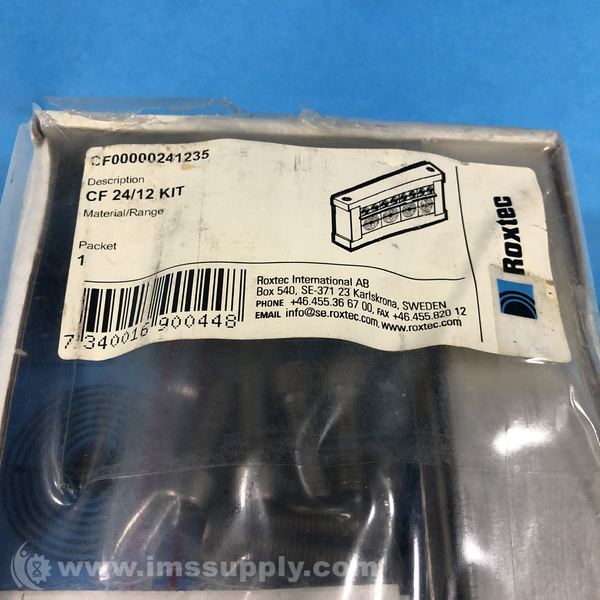 CF00000241235
Description
CF 24/12 KIT
Material/Range
Packet
1
Roxtec
Roxtec International AB
Box 540, SE-371 23 Karlskrona, SWEDEN
PHONE +46.455.36 67 00, FAX +46.455.820 12
EMAIL info@se.roxtec.com, www.roxtec.com
7 340016 900448
www.imssupply.com